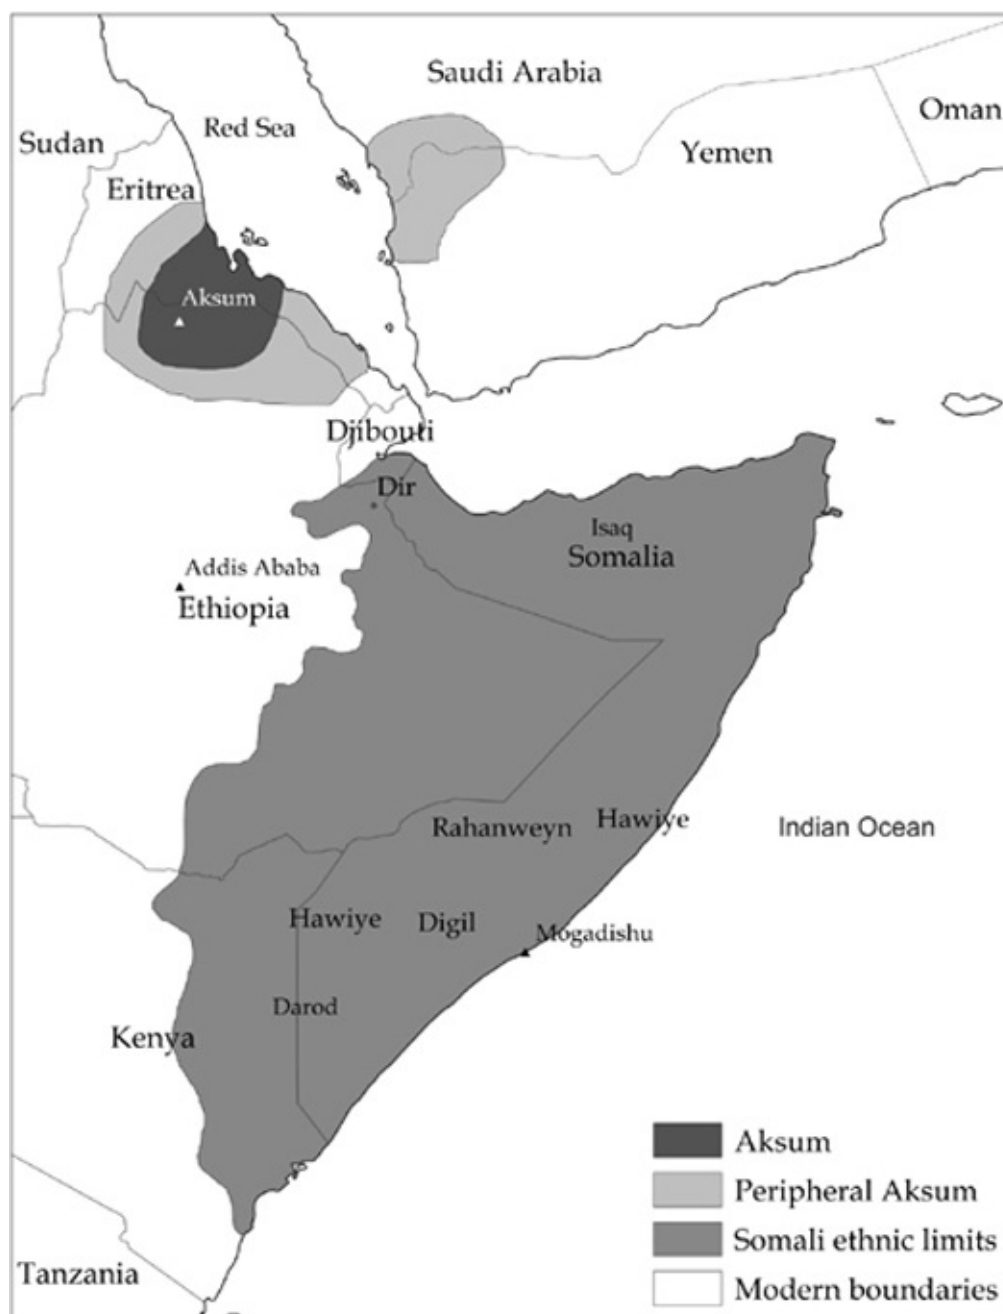 Saudi Arabia
Oman
Red Sea
Sudan
Yemen
Eritrea
Aksum
Djibouti
Dir
Isaq
Somalia
Addis Ababa
Ethiopia
Rahanweyn
Hawiye
Indian Ocean
Hawiye
Digil
Mogadishu
Darod
Kenya
Aksum
Peripheral Aksum
Somali ethnic limits
Tanzania
Modern boundaries